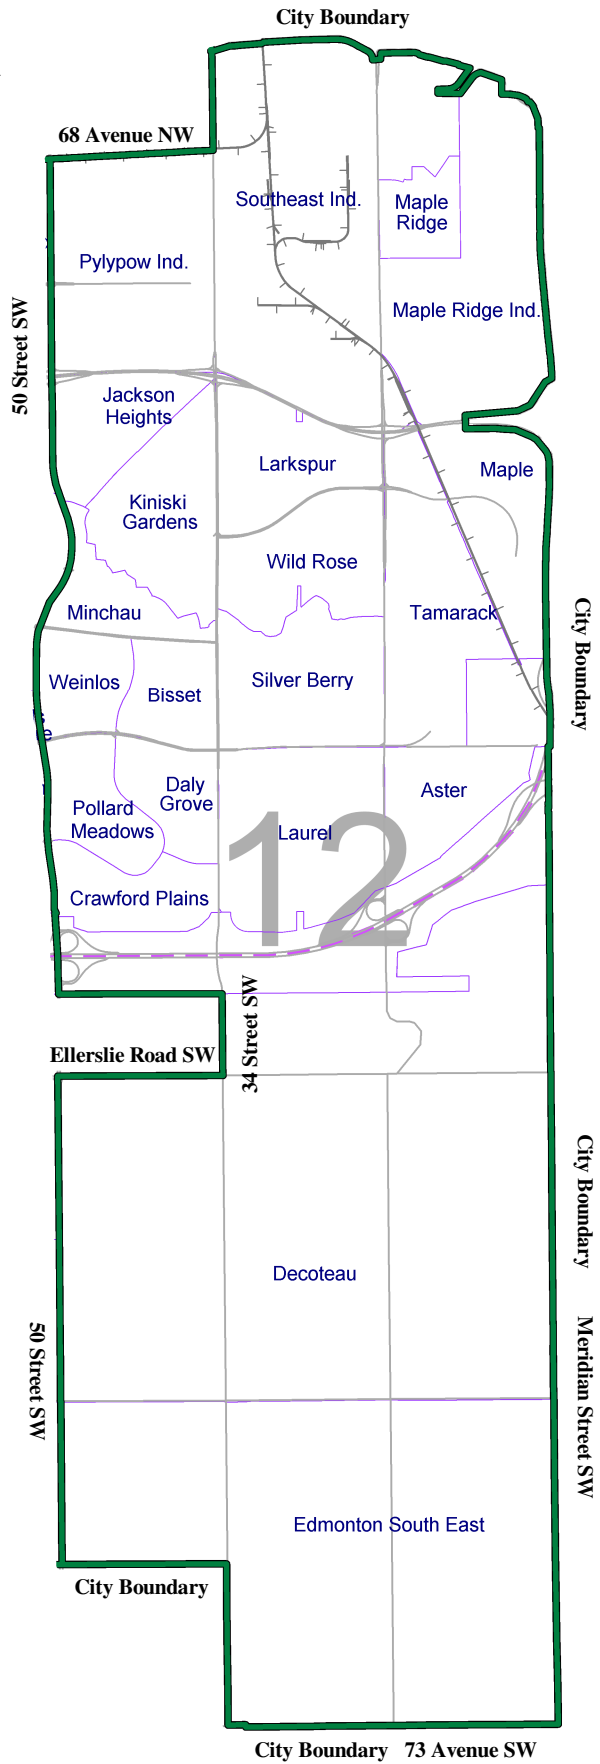 City Boundary
68 Avenue NW
Southeast Ind.
Maple
Ridge
Pylypow Ind.
50 Street SW
Maple Ridge Ind.
Jackson
Heights
Larkspur
Maple
Kiniski
Gardens
Wild Rose
Minchau
Tamarack
City Boundary
Weinlos
Bisset
Silver Berry
Daly
Grove
Aster
Pollard
Meadows
Laurel
12
Crawford Plains
34 Street SW
Ellerslie Road SW
City Boundary
Decoteau
50 Street SW
Meridian Street SW
Edmonton South East
City Boundary
City Boundary 73 Avenue SW